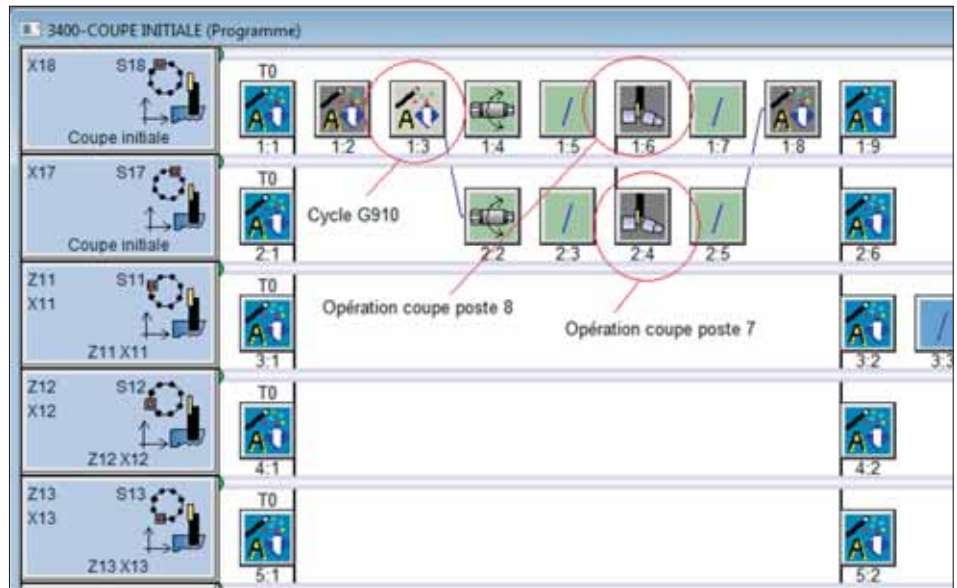 3400-COUPE INITIALE (Programme)
X18 S18
Coupe initiale
T0
1:1 1:2 1:3 1:4 1:5 1:6 1:7 1:8 1:9
X17 S17
Coupe initiale
T0
2:1 2:2 2:3 2:4 2:5 2:6
Cycle G910
Opération coupe poste 8
Opération coupe poste 7
Z11 S11
X11
Z11 X11
T0
3:1 3:2 3:3
Z12 S12
X12
Z12 X12
T0
4:1 4:2
Z13 S13
X13
Z13 X13
T0
5:1 5:2